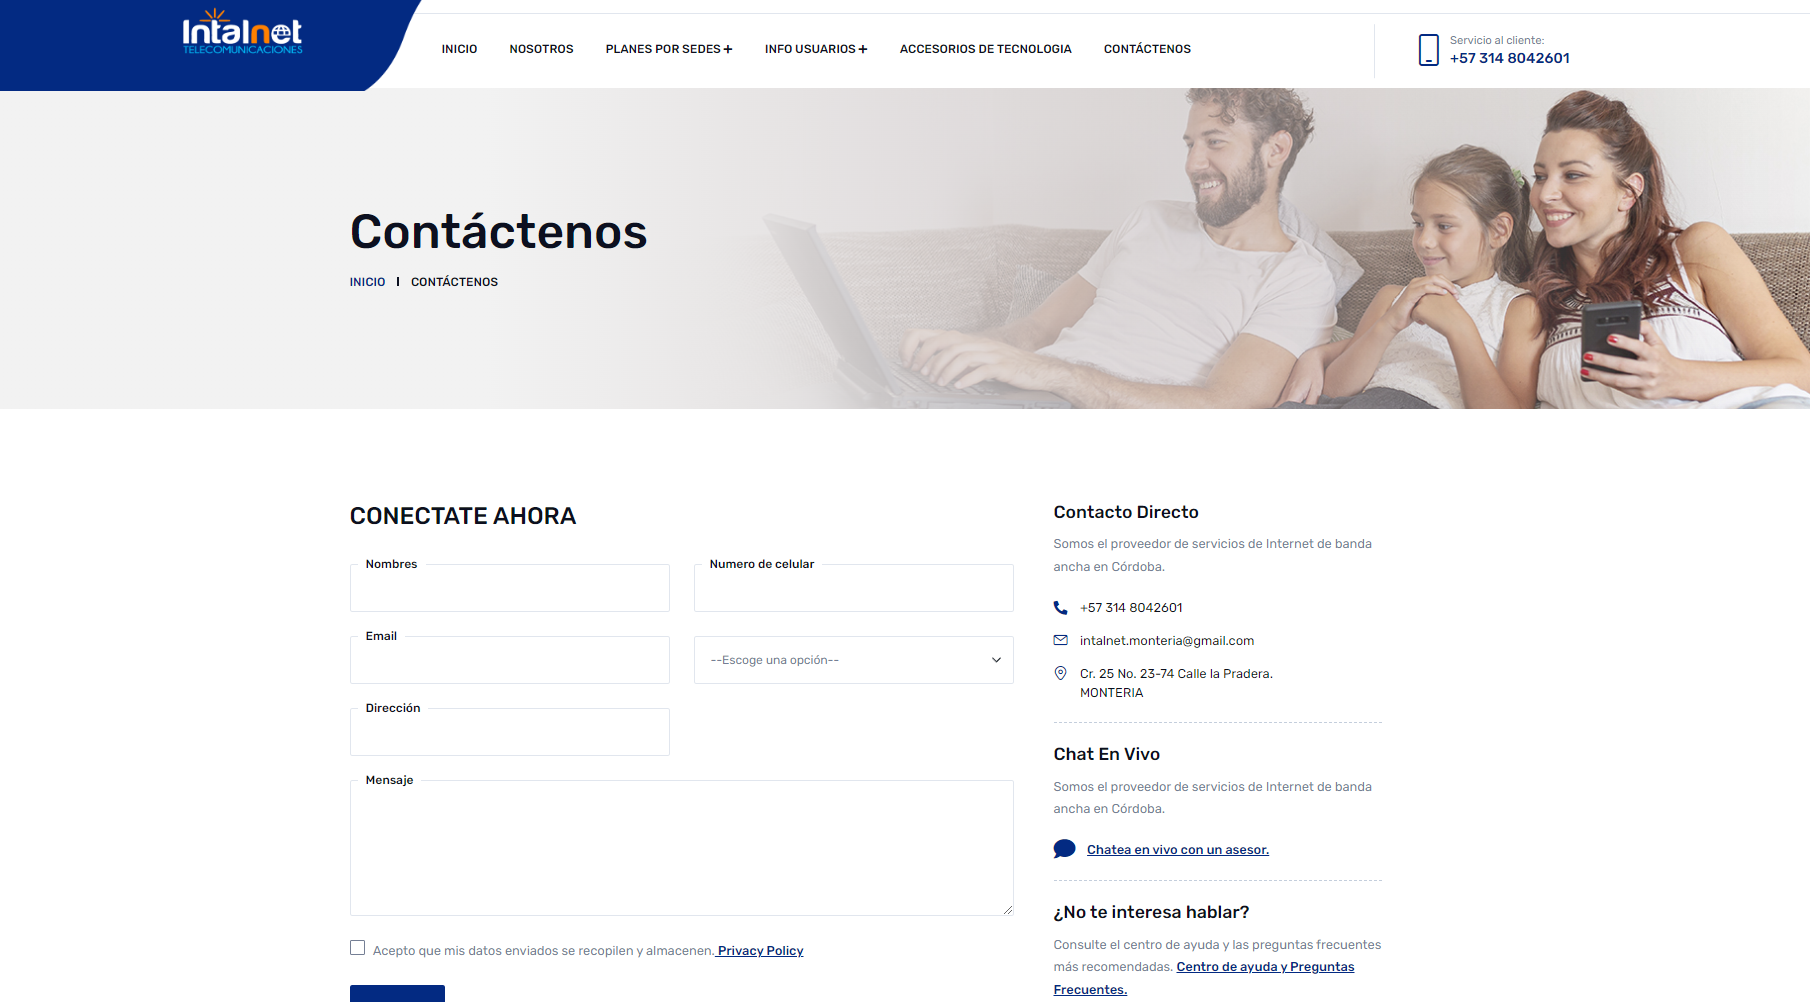 Intalnet
TELECOMUNICACIONES
INICIO
NOSOTROS
PLANES POR SEDES +
INFO USUARIOS +
ACCESORIOS DE TECNOLOGIA
CONTÁCTENOS
Servicio al cliente:
+57 314 8042601
Contáctenos
INICIO
CONTÁCTENOS
CONECTATE AHORA
Nombres
Numero de celular
Email
--Escoge una opción--
Dirección
Mensaje
Acepto que mis datos enviados se recopilen y almacenen. Privacy Policy
Contacto Directo
Somos el proveedor de servicios de Internet de banda
ancha en Córdoba.
+57 314 8042601
intalnet.monteria@gmail.com
Cr. 25 No. 23-74 Calle la Pradera.
MONTERIA
Chat En Vivo
Somos el proveedor de servicios de Internet de banda
ancha en Córdoba.
Chatea en vivo con un asesor.
¿No te interesa hablar?
Consulte el centro de ayuda y las preguntas frecuentes
más recomendadas. Centro de ayuda y Preguntas
Frecuentes.